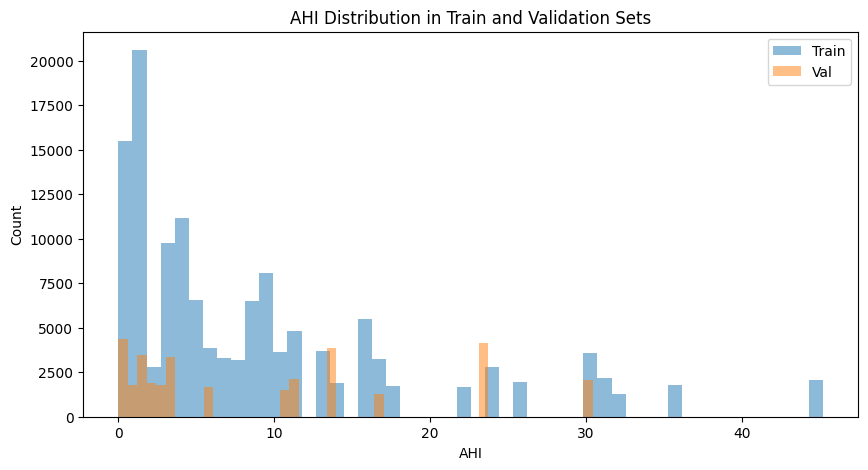 AHI Distribution in Train and Validation Sets
Train
Val
20000
17500
15000
12500
10000
7500
5000
2500
0
Count
0 10 20 30 40
AHI